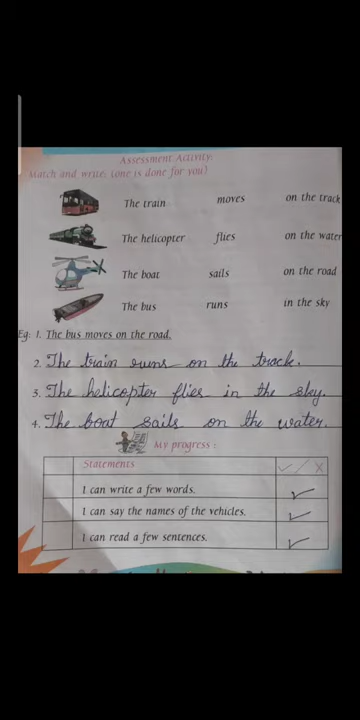 Assessment Activity:
Match and write: (one is done for you)
The train moves on the track
The helicopter flies on the water
The boat sails on the road
The bus runs in the sky
Eg: 1. The bus moves on the road.
2. The train runs on the track.
3. The helicopter flies in the sky.
4. The boat sails on the water.
My progress :
Statements ✓ / X
I can write a few words. ✓
I can say the names of the vehicles. ✓
I can read a few sentences. ✓